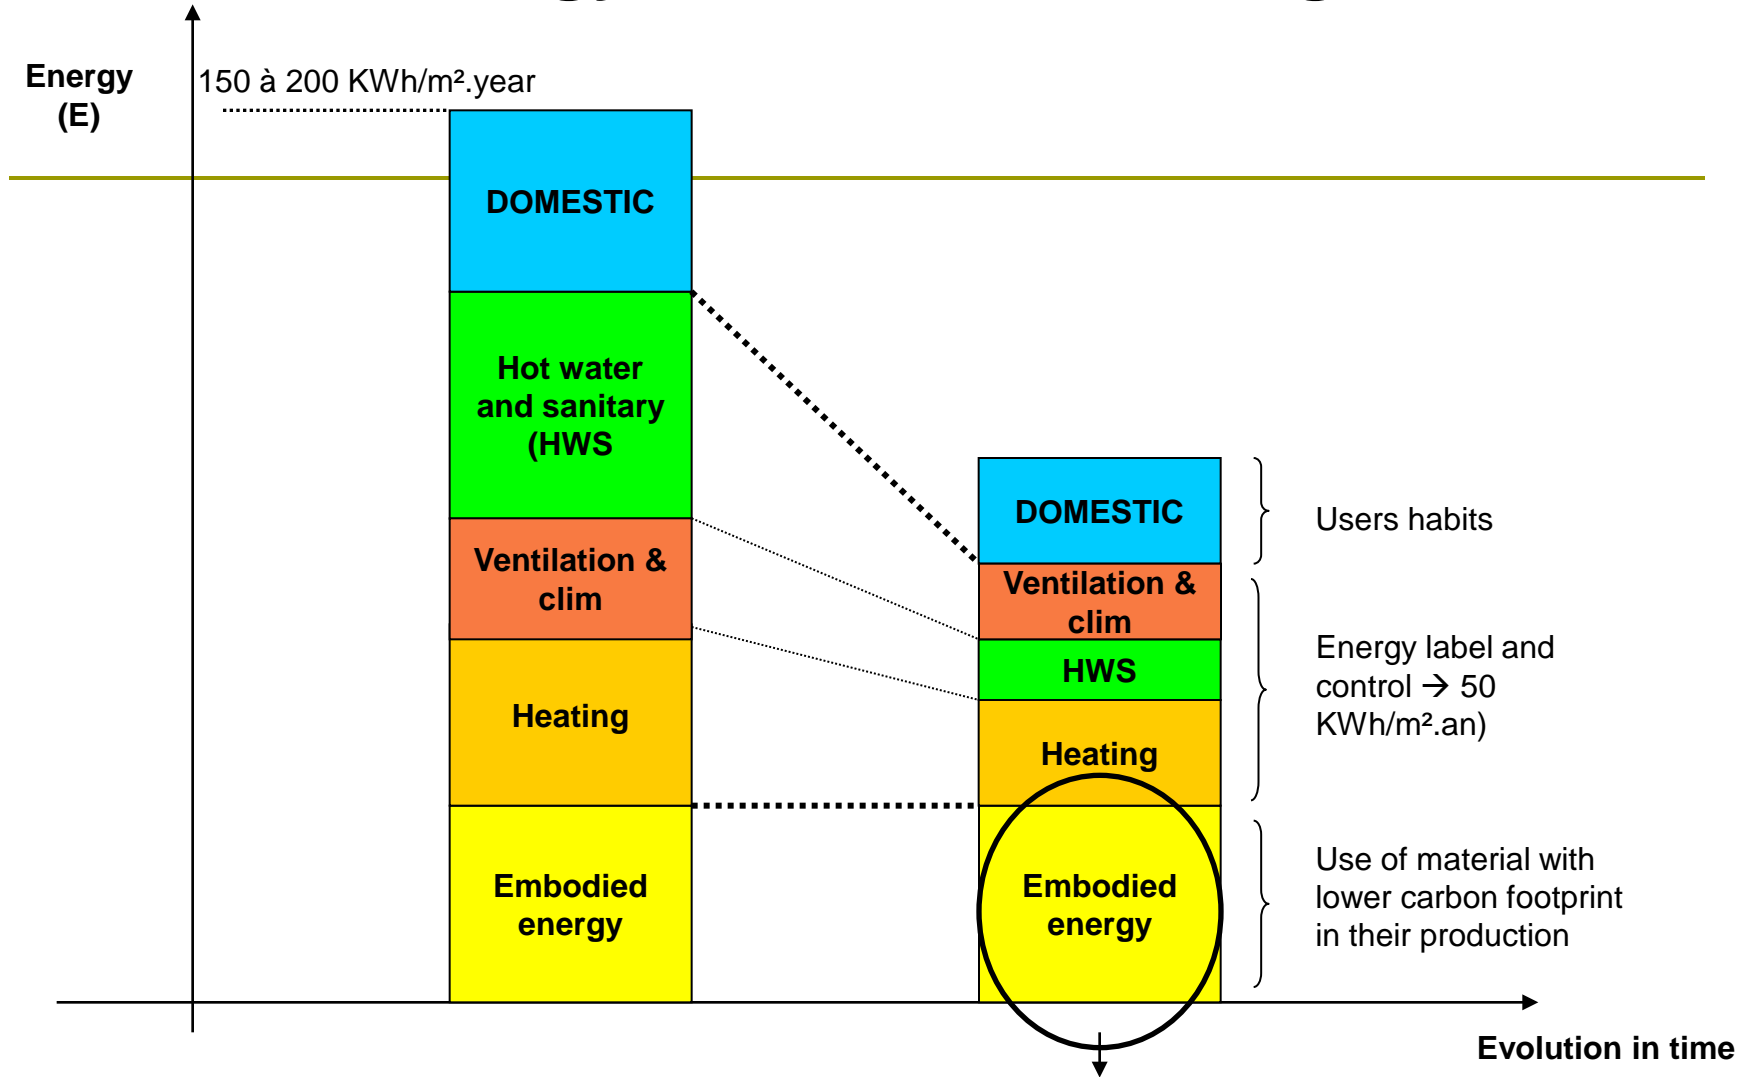 Energy
(E)
150 à 200 KWh/m².year
DOMESTIC
Hot water
and sanitary
(HWS
Ventilation &
clim
Heating
Embodied
energy
DOMESTIC
Ventilation &
clim
HWS
Heating
Embodied
energy
Users habits
Energy label and
control → 50
KWh/m².an)
Use of material with
lower carbon footprint
in their production
Evolution in time